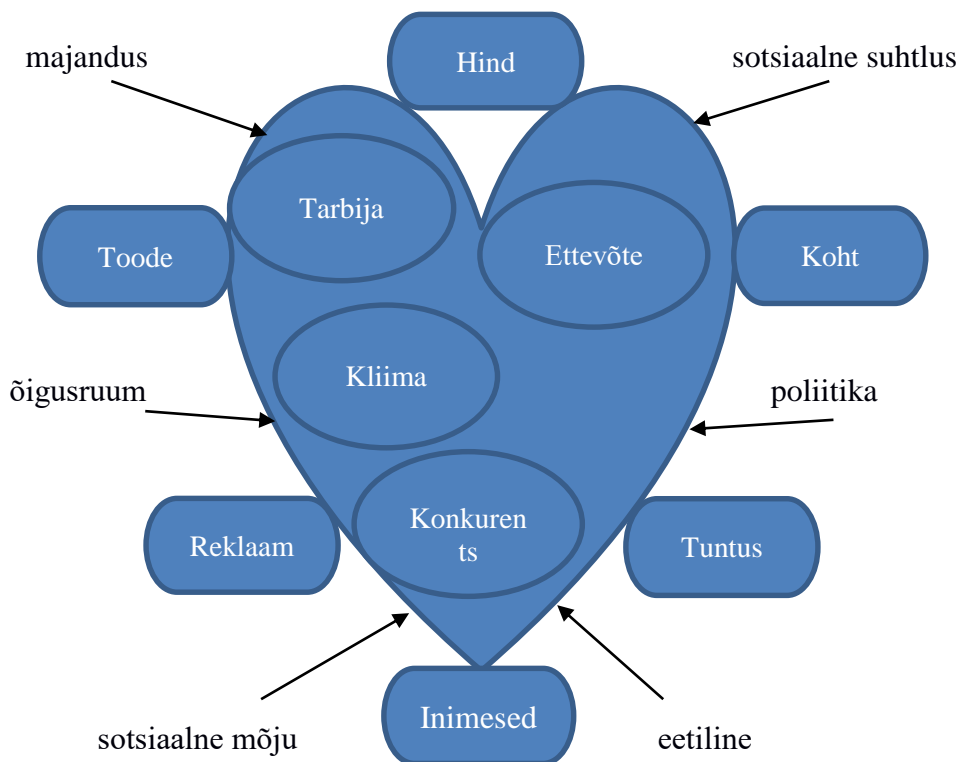 majandus
Hind
sotsiaalne suhtlus
Tarbija
Ettevõte
Toode
Koht
Kliima
õigusruum
poliitika
Konkuren
ts
Reklaam
Tuntus
Inimesed
sotsiaalne mõju
eetiline